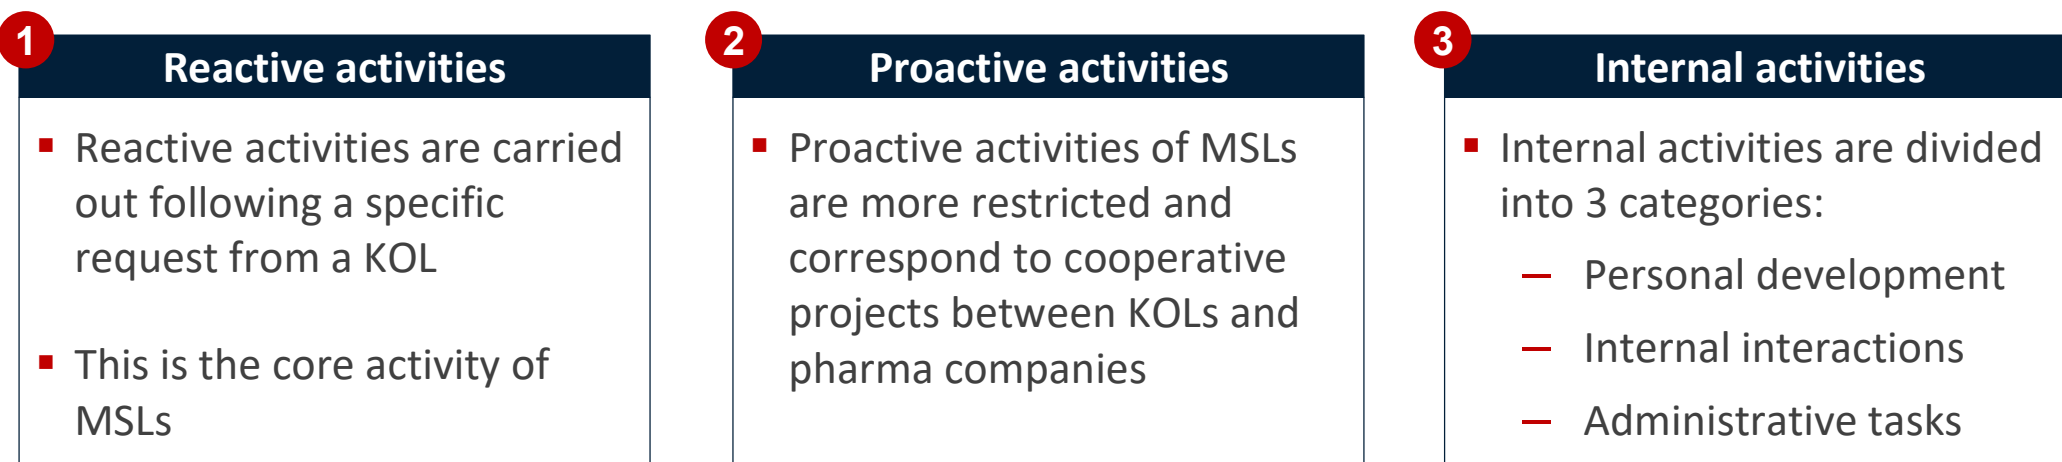 1
Reactive activities
▪ Reactive activities are carried
out following a specific
request from a KOL
▪ This is the core activity of
MSLs
2
Proactive activities
▪ Proactive activities of MSLs
are more restricted and
correspond to cooperative
projects between KOLs and
pharma companies
3
Internal activities
▪ Internal activities are divided
into 3 categories:
– Personal development
– Internal interactions
– Administrative tasks